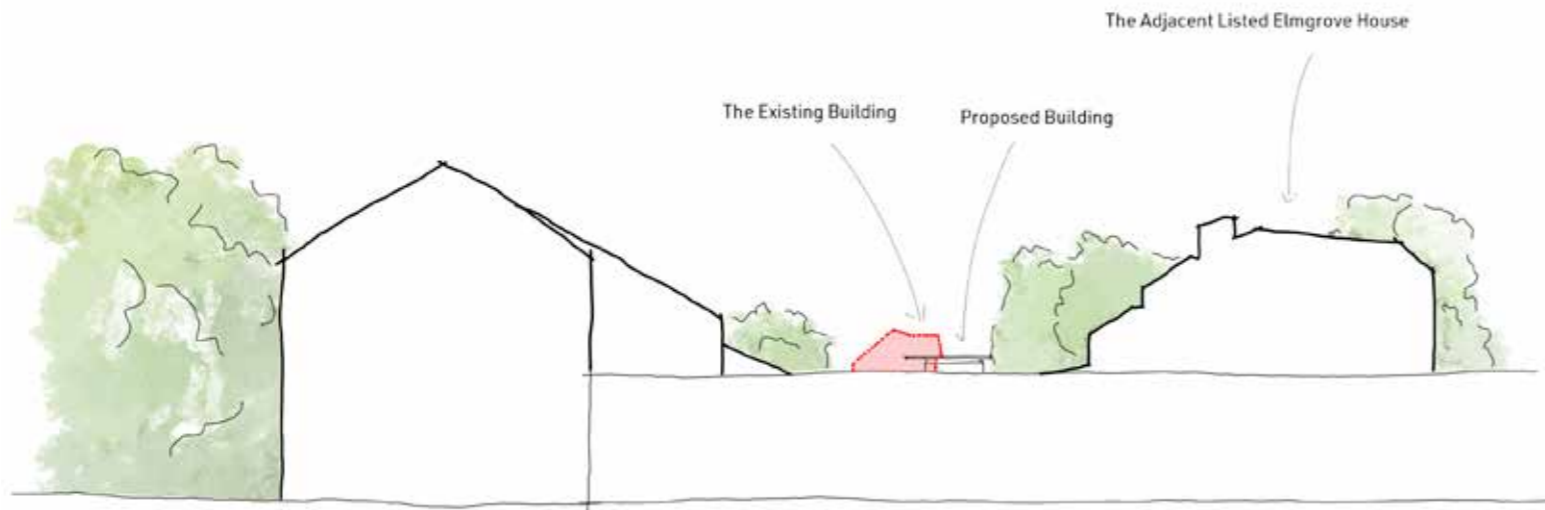 The Adjacent Listed Elmgrove House
The Existing Building
Proposed Building